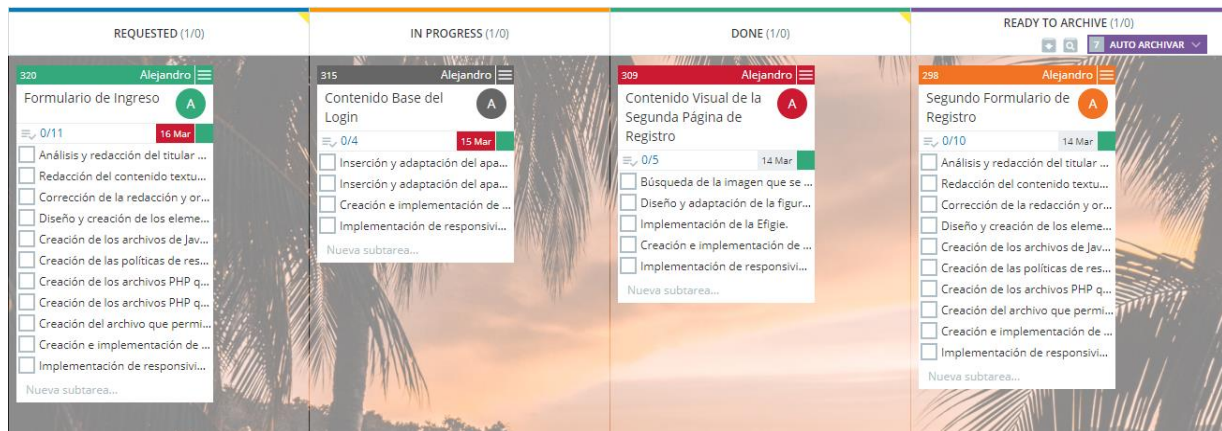 REQUESTED (1/0)
IN PROGRESS (1/0)
DONE (1/0)
READY TO ARCHIVE (1/0)
7 AUTO ARCHIVAR
320 Alejandro
Formulario de Ingreso
A
0/11 16 Mar
Análisis y redacción del titular ...
Redacción del contenido textu...
Corrección de la redacción y or...
Diseño y creación de los eleme...
Creación de los archivos de Jav...
Creación de las políticas de res...
Creación de los archivos PHP q...
Creación de los archivos PHP q...
Creación del archivo que permi...
Creación e implementación de ...
Implementación de responsivi...
Nueva subtarea...
315 Alejandro
Contenido Base del
Login
A
0/4 15 Mar
Inserción y adaptación del apa...
Inserción y adaptación del apa...
Creación e implementación de ...
Implementación de responsivi...
Nueva subtarea...
309 Alejandro
Contenido Visual de la
Segunda Página de
Registro
A
0/5 14 Mar
Búsqueda de la imagen que se ...
Diseño y adaptación de la figur...
Implementación de la Efigie.
Creación e implementación de ...
Implementación de responsivi...
Nueva subtarea...
298 Alejandro
Segundo Formulario de
Registro
A
0/10 14 Mar
Análisis y redacción del titular ...
Redacción del contenido textu...
Corrección de la redacción y or...
Diseño y creación de los eleme...
Creación de los archivos de Jav...
Creación de las políticas de res...
Creación de los archivos PHP q...
Creación del archivo que permi...
Creación e implementación de ...
Implementación de responsivi...
Nueva subtarea...